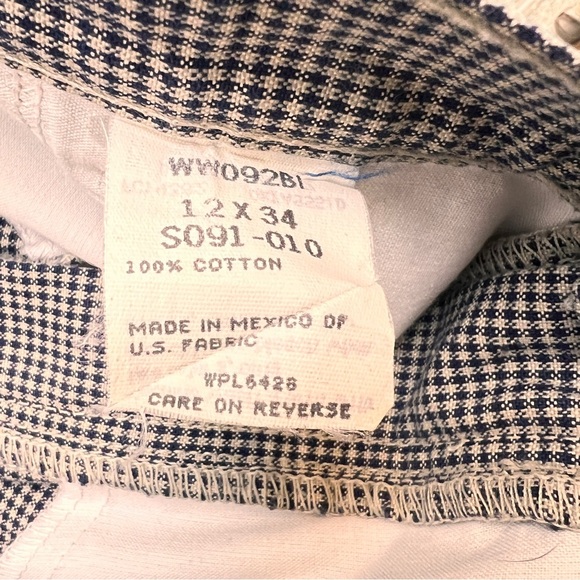 WW092BI
12 X 34
S091-010
100% COTTON
MADE IN MEXICO OF
U.S. FABRIC
WPL6428
CARE ON REVERSE